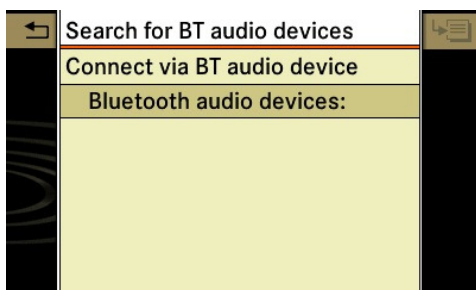 Search for BT audio devices
Connect via BT audio device
Bluetooth audio devices: